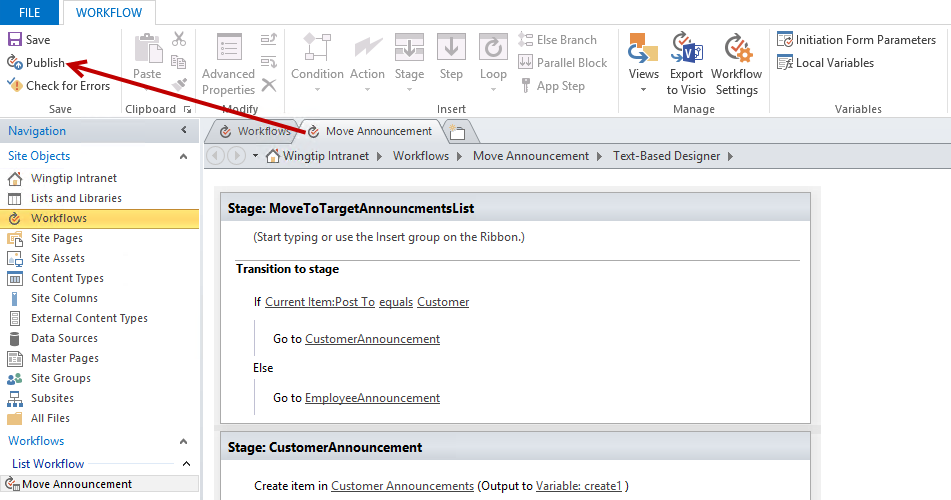 FILE
WORKFLOW
Save
Publish
Check for Errors
Save
Paste
Clipboard
Advanced
Properties
Modify
Condition
Action
Stage
Step
Loop
Else Branch
Parallel Block
App Step
Insert
Views
Export
to Visio
Workflow
Settings
Manage
Initiation Form Parameters
Local Variables
Variables
Navigation
Site Objects
Wingtip Intranet
Lists and Libraries
Workflows
Site Pages
Site Assets
Content Types
Site Columns
External Content Types
Data Sources
Master Pages
Site Groups
Subsites
All Files
Workflows
List Workflow
Move Announcement
Workflows
Move Announcement
Wingtip Intranet
Workflows
Move Announcement
Text-Based Designer
Stage: MoveToTargetAnnouncmentsList
(Start typing or use the Insert group on the Ribbon.)
Transition to stage
If Current Item:Post To equals Customer
Go to CustomerAnnouncement
Else
Go to EmployeeAnnouncement
Stage: CustomerAnnouncement
Create item in Customer Announcements (Output to Variable: create1 )